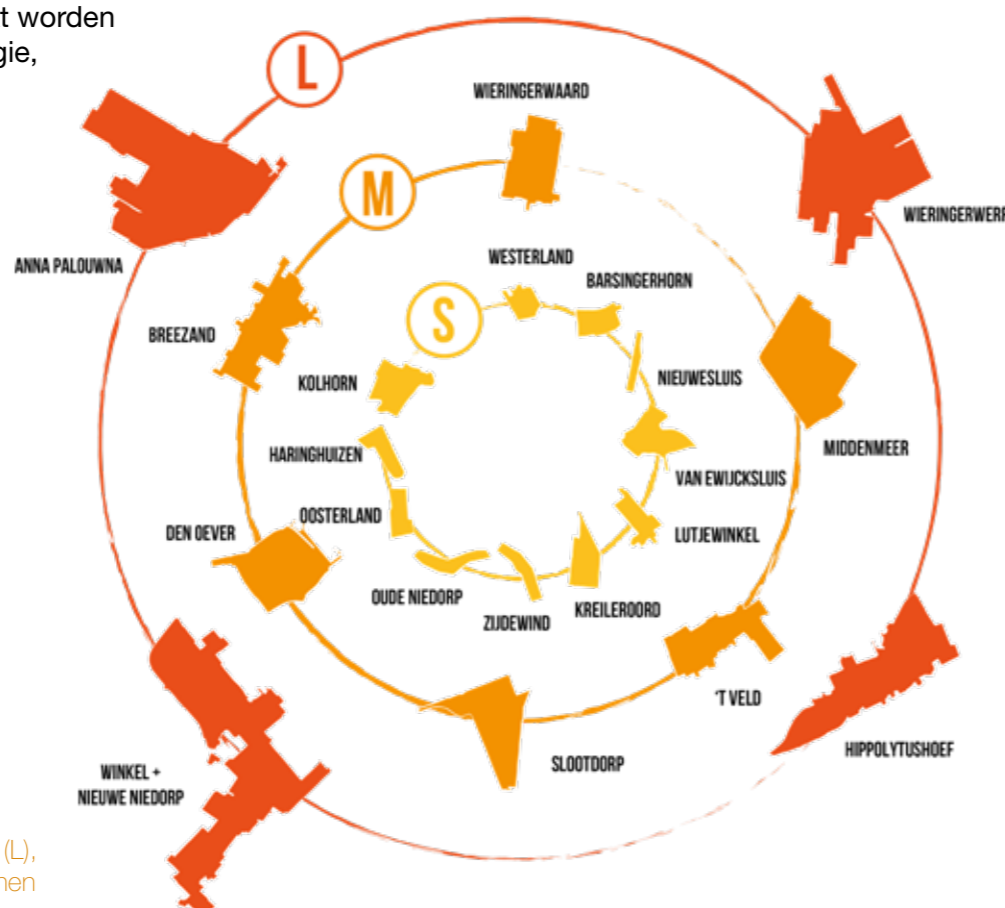 t worden
gie,
L
WIERINGERWAARD
M
WIERINGERWERF
WESTERLAND
ANNA PALOUWNA
BARSINGERHORN
S
BREEZAND
NIEUWESLUIS
KOLHORN
MIDDENMEER
HARINGHUIZEN
VAN EWIJCKSLUIS
OOSTERLAND
DEN OEVER
LUTJEWINKEL
OUDE NIEDORP
KREILEROORD
ZIJDEWIND
'T VELD
HIPPOLYTUSHOEF
SLOOTDORP
WINKEL +
NIEUWE NIEDORP
(L),
nen